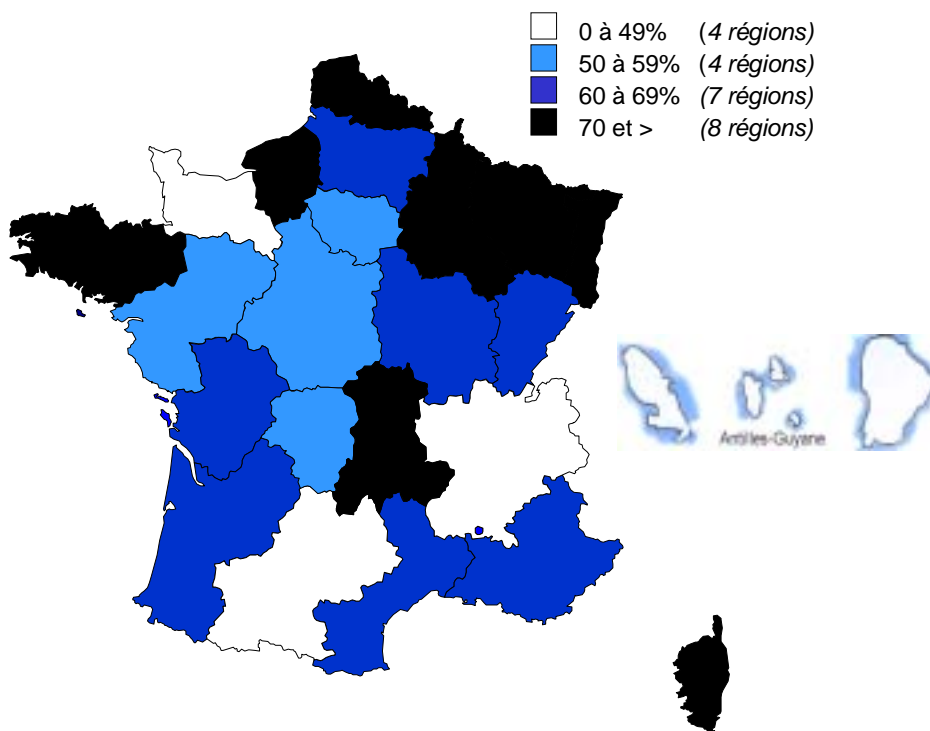 0 à 49% (4 régions)
50 à 59% (4 régions)
60 à 69% (7 régions)
70 et > (8 régions)
Antilles-Guyane